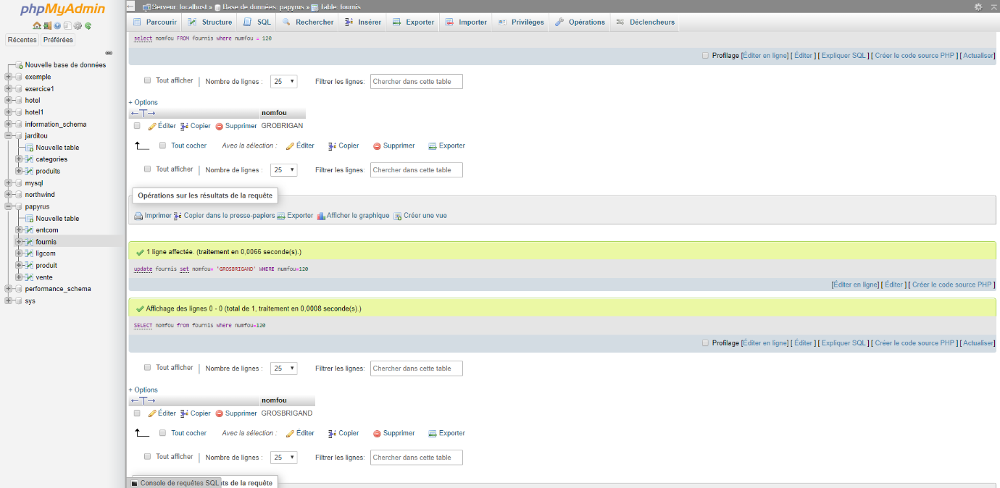 phpMyAdmin
Récentes Préférées
Nouvelle base de données
exemple
exercice1
hotel
hotel1
information_schema
jarditou
Nouvelle table
categories
produits
mysql
northwind
papyrus
Nouvelle table
entcom
fournis
ligcom
produit
vente
performance_schema
sys
Serveur: localhost » Base de données: papyrus » Table: fournis
Parcourir Structure SQL Rechercher Insérer Exporter Importer Privilèges Opérations Déclencheurs
select nomfou FROM fournis where numfou = 120
Profilage [Éditer en ligne] [ Éditer ] [ Expliquer SQL ] [ Créer le code source PHP ] [ Actualiser]
Tout afficher | Nombre de lignes : 25 Filtrer les lignes: Chercher dans cette table
+ Options
←T→ nomfou
Éditer Copier Supprimer GROBRIGAN
Tout cocher Avec la sélection : Éditer Copier Supprimer Exporter
Tout afficher | Nombre de lignes : 25 Filtrer les lignes: Chercher dans cette table
Opérations sur les résultats de la requête
Imprimer Copier dans le presse-papiers Exporter Afficher le graphique Créer une vue
1 ligne affectée. (traitement en 0,0066 seconde(s).)
update fournis set nomfou= 'GROSBRIGAND' WHERE numfou=120
[Éditer en ligne] [ Éditer ] [ Créer le code source PHP ]
Affichage des lignes 0 - 0 (total de 1, traitement en 0,0008 seconde(s).)
SELECT nomfou from fournis where numfou=120
Profilage [Éditer en ligne] [ Éditer ] [ Expliquer SQL ] [ Créer le code source PHP ] [ Actualiser]
Tout afficher | Nombre de lignes : 25 Filtrer les lignes: Chercher dans cette table
+ Options
←T→ nomfou
Éditer Copier Supprimer GROSBRIGAND
Tout cocher Avec la sélection : Éditer Copier Supprimer Exporter
Tout afficher | Nombre de lignes : 25 Filtrer les lignes: Chercher dans cette table
Console de requêtes SQL ts de la requête